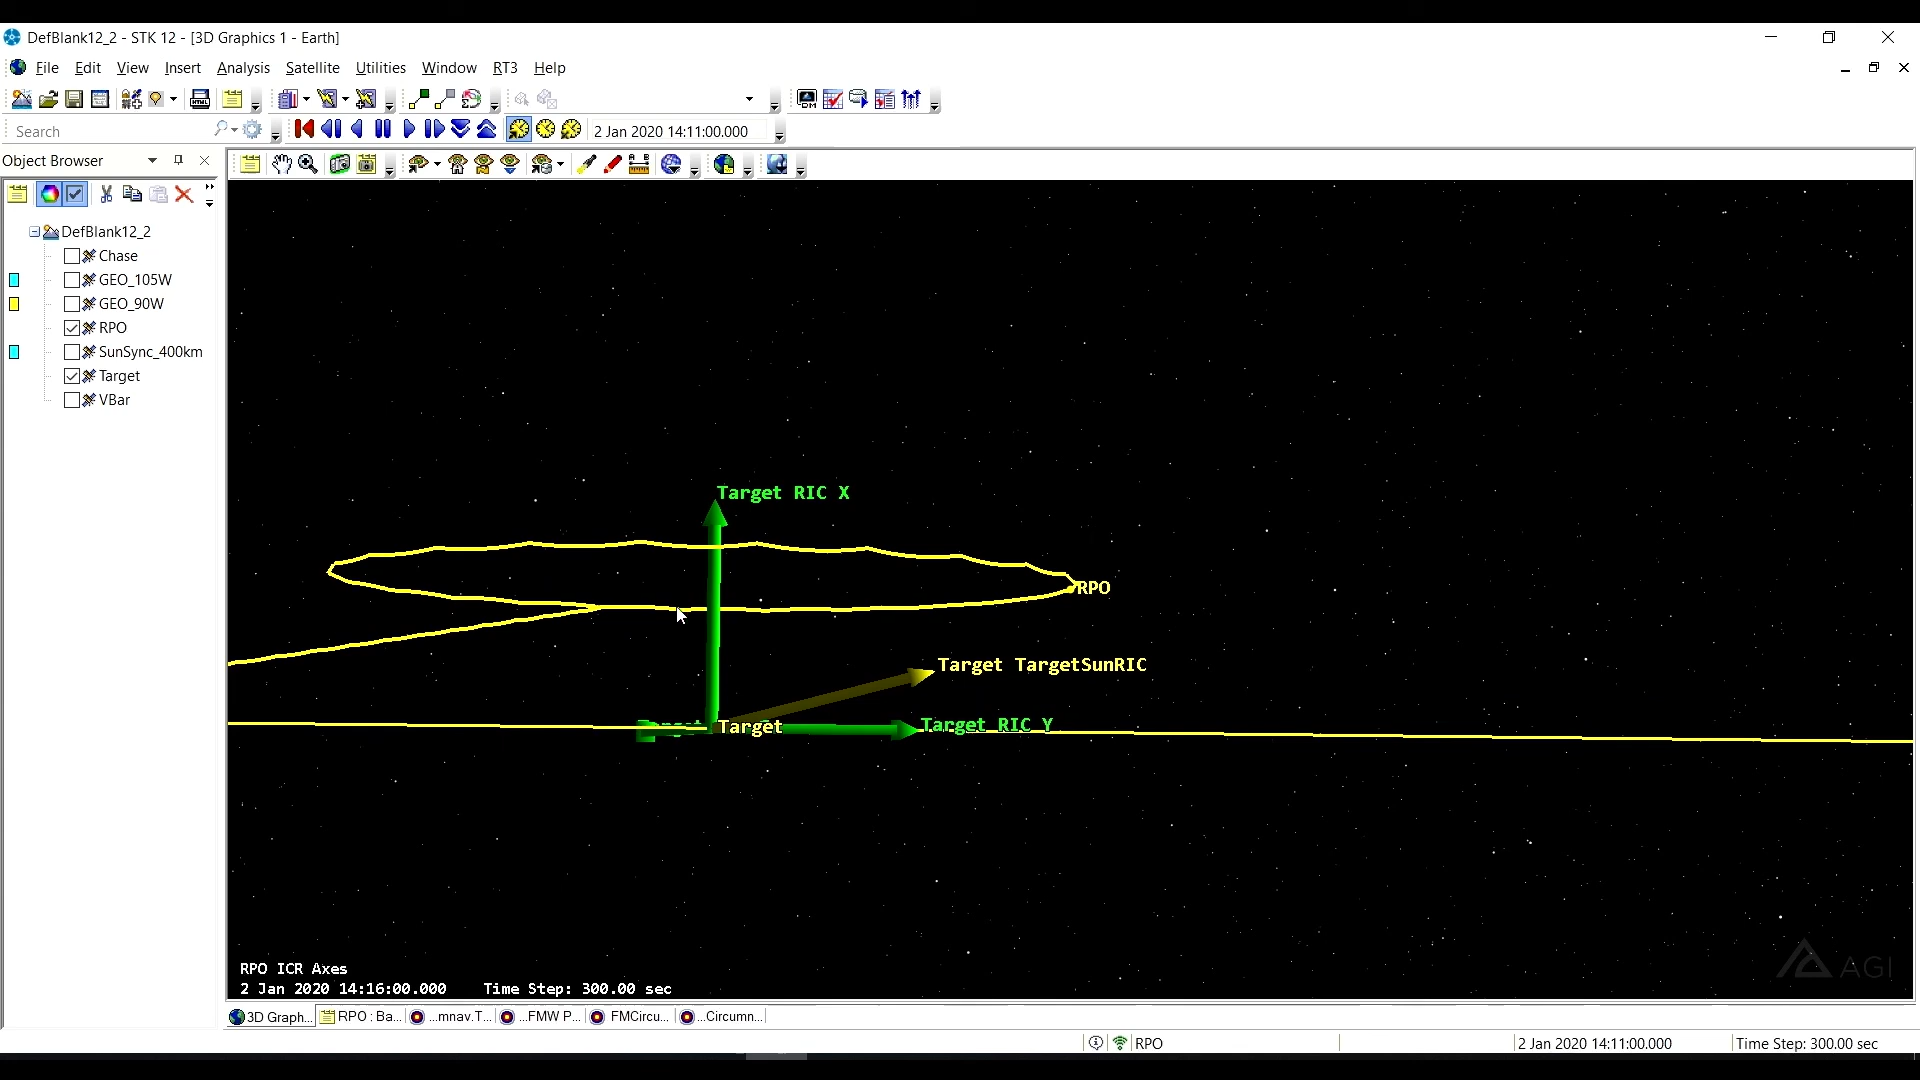 DefBlank12_2 - STK 12 - [3D Graphics 1 - Earth]
File Edit View Insert Analysis Satellite Utilities Window RT3 Help
Search
2 Jan 2020 14:11:00.000
Object Browser
DefBlank12_2
Chase
GEO_105W
GEO_90W
RPO
SunSync_400km
Target
VBar
Target RIC X
RPO
Target TargetSunRIC
Target
Target RIC Y
RPO ICR Axes
2 Jan 2020 14:16:00.000 Time Step: 300.00 sec
AGI
3D Graph... RPO : Ba... ...mnav.T... ...FMW P... FMCircu... ...Circumn...
RPO 2 Jan 2020 14:11:00.000 Time Step: 300.00 sec